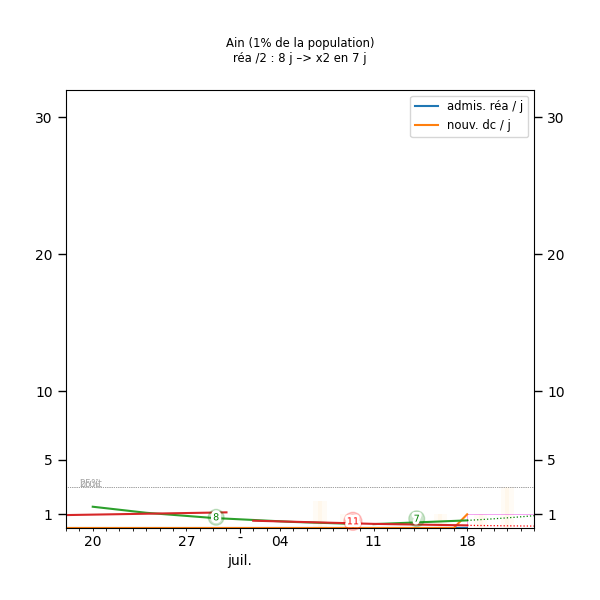 Ain (1% de la population)
réa /2 : 8 j –> x2 en 7 j
admis. réa / j
nouv. dc / j
30 30
20 20
10 10
5 5
1 1
8 11 7
20 27 - 04 11 18
juil.